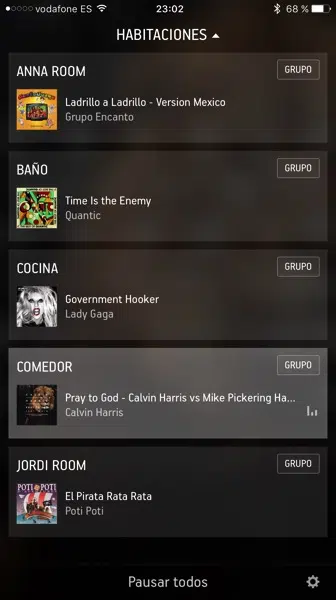 vodafone ES 23:02 68 %
HABITACIONES
ANNA ROOM GRUPO
Ladrillo a Ladrillo - Version Mexico
Grupo Encanto
BAÑO GRUPO
Time Is the Enemy
Quantic
COCINA GRUPO
Government Hooker
Lady Gaga
COMEDOR GRUPO
Pray to God - Calvin Harris vs Mike Pickering Ha...
Calvin Harris
JORDI ROOM GRUPO
POTI POTI
El Pirata Rata Rata
Poti Poti
Pausar todos